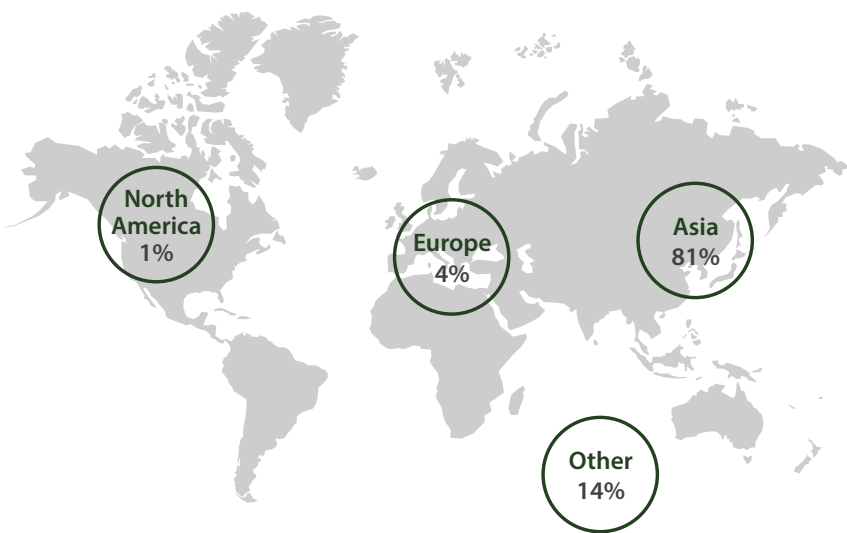 North
America
1%
Europe
4%
Asia
81%
Other
14%